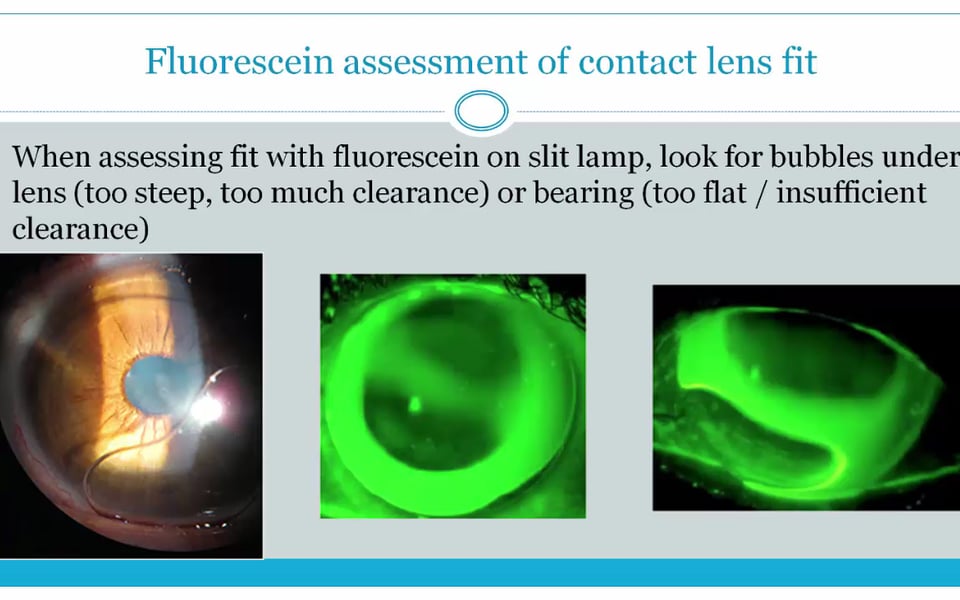 Fluorescein assessment of contact lens fit
When assessing fit with fluorescein on slit lamp, look for bubbles under
lens (too steep, too much clearance) or bearing (too flat / insufficient
clearance)